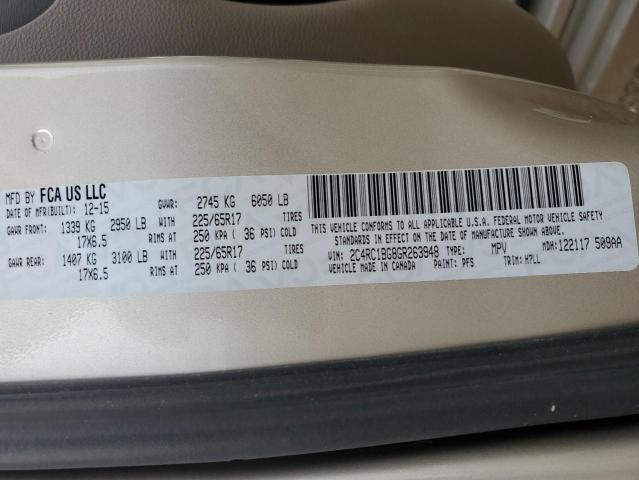 MFD BY FCA US LLC
DATE OF MFR(BUILT): 12-15 GVWR: 2745 KG 6050 LB
GAWR FRONT: 1339 KG 2950 LB WITH 225/65R17 TIRES
17X6.5 RIMS AT 250 KPA ( 36 PSI) COLD
GAWR REAR: 1407 KG 3100 LB WITH 225/65R17 TIRES
17X6.5 RIMS AT 250 KPA ( 36 PSI) COLD
THIS VEHICLE CONFORMS TO ALL APPLICABLE U.S.A. FEDERAL MOTOR VEHICLE SAFETY
STANDARDS IN EFFECT ON THE DATE OF MANUFACTURE SHOWN ABOVE.
VIN: 2C4RC1BG8GR263948 TYPE: MPV MDH: 122117 509AA
MADE IN CANADA PAINT: PFS TRIM: H7LL